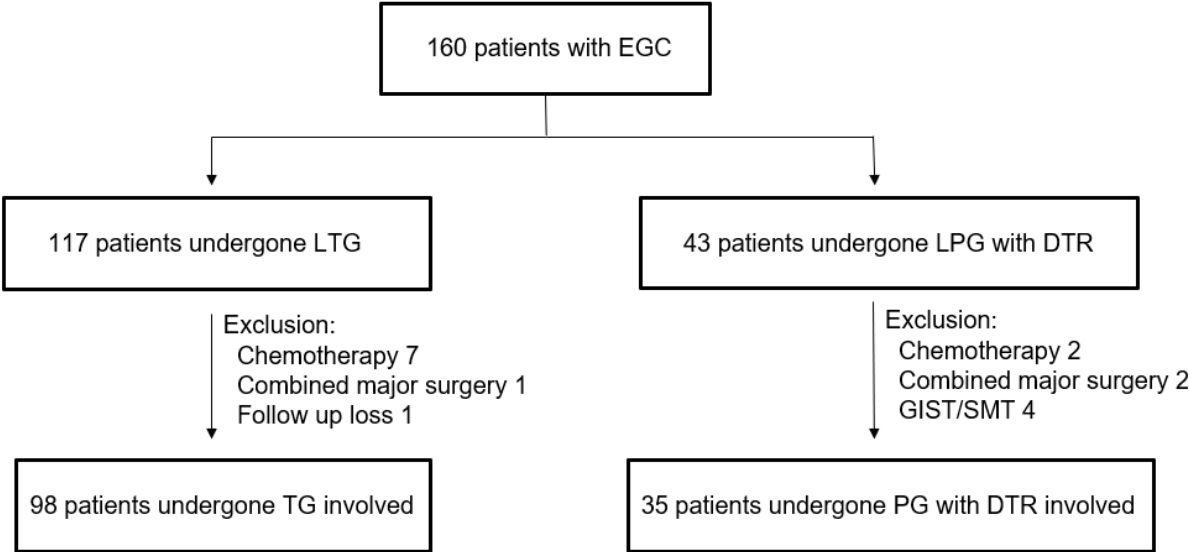 160 patients with EGC
117 patients undergone LTG
43 patients undergone LPG with DTR
Exclusion:
Chemotherapy 7
Combined major surgery 1
Follow up loss 1
Exclusion:
Chemotherapy 2
Combined major surgery 2
GIST/SMT 4
98 patients undergone TG involved
35 patients undergone PG with DTR involved